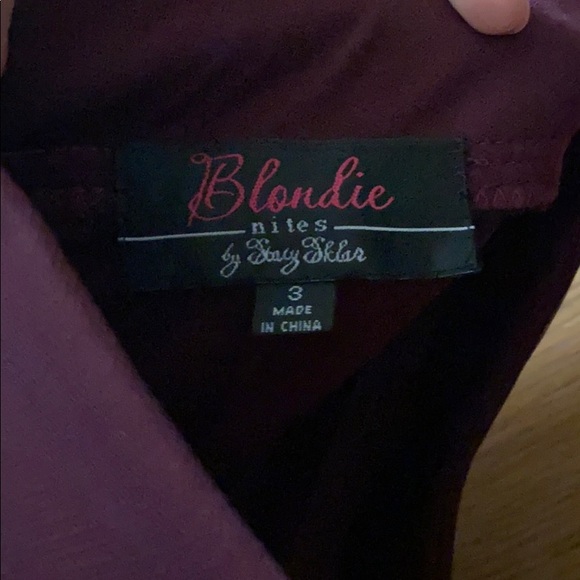 Blondie
nites
by Stacy Sklar
3
MADE
IN CHINA